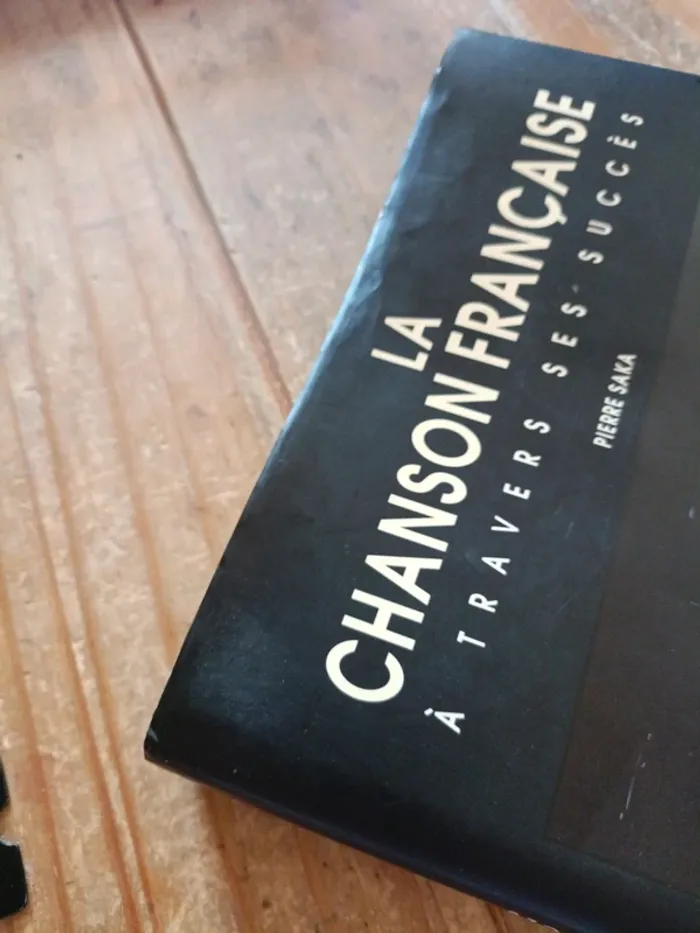 LA
CHANSON FRANÇAISE
À TRAVERS SES SUCCÈS
PIERRE SAKA